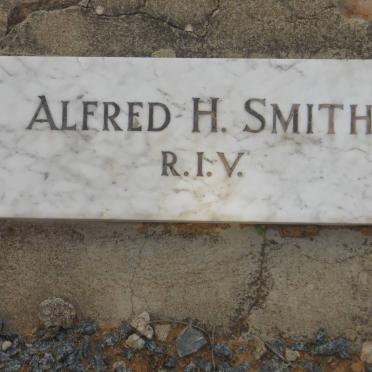 ALFRED H. SMITH
R.I.V.